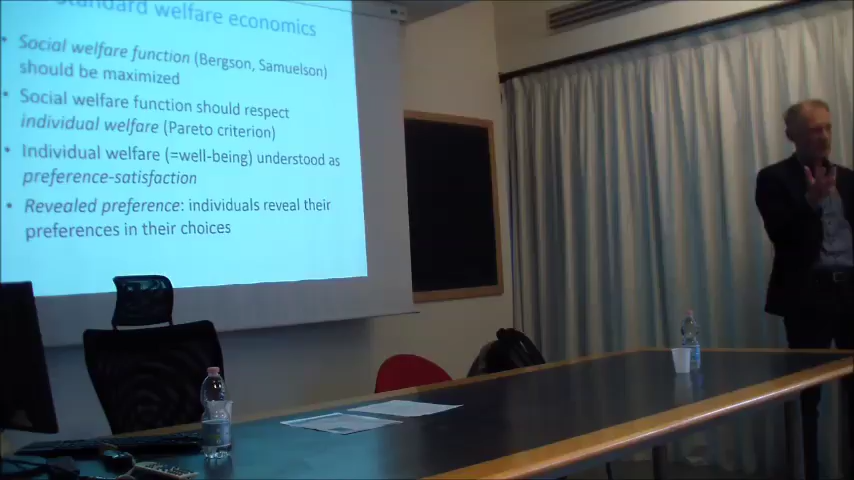 standard welfare economics
• Social welfare function (Bergson, Samuelson)
should be maximized
• Social welfare function should respect
individual welfare (Pareto criterion)
• Individual welfare (=well-being) understood as
preference-satisfaction
• Revealed preference: individuals reveal their
preferences in their choices